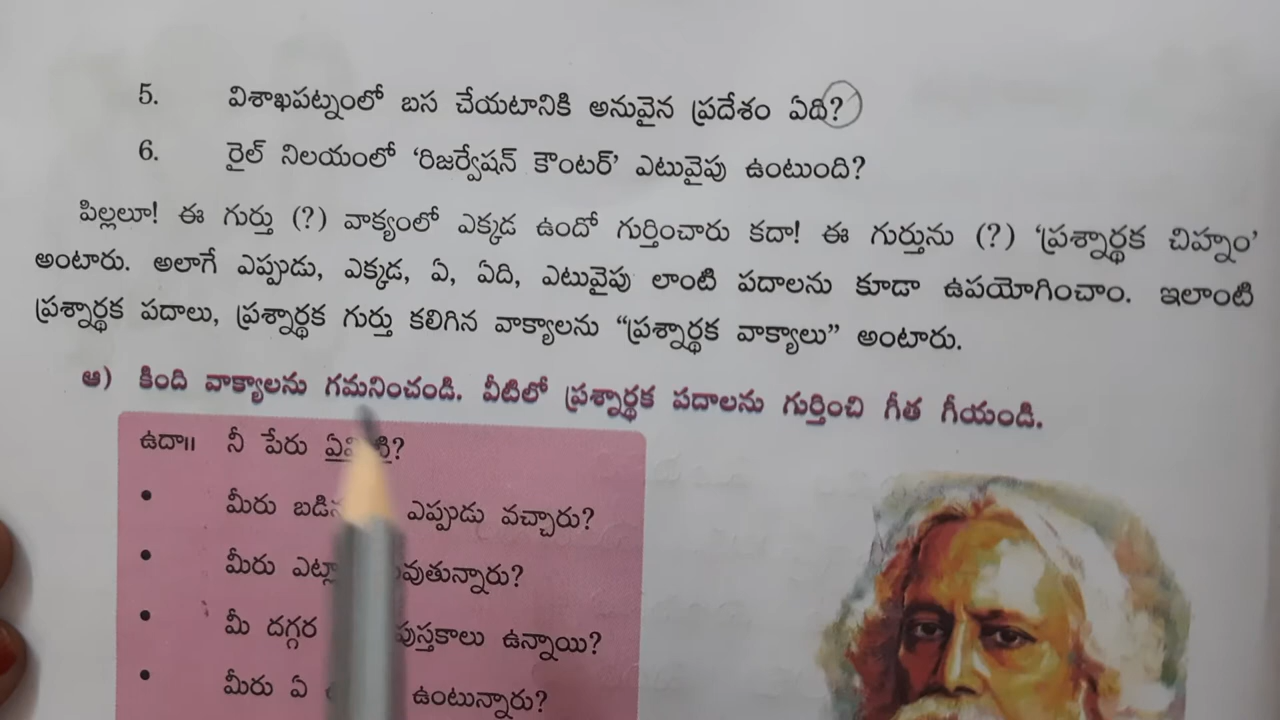 5. విశాఖపట్నంలో బస చేయటానికి అనువైన ప్రదేశం ఏది?
6. రైల్ నిలయంలో ‘రిజర్వేషన్ కౌంటర్’ ఎటువైపు ఉంటుంది?
పిల్లలూ! ఈ గుర్తు (?) వాక్యంలో ఎక్కడ ఉందో గుర్తించారు కదా! ఈ గుర్తును (?) ‘ప్రశ్నార్థక చిహ్నం’
అంటారు. అలాగే ఎప్పుడు, ఎక్కడ, ఏ, ఏది, ఎటువైపు లాంటి పదాలను కూడా ఉపయోగించాం. ఇలాంటి
ప్రశ్నార్థక పదాలు, ప్రశ్నార్థక గుర్తు కలిగిన వాక్యాలను “ప్రశ్నార్థక వాక్యాలు” అంటారు.
ఆ) కింది వాక్యాలను గమనించండి. వీటిలో ప్రశ్నార్థక పదాలను గుర్తించి గీత గీయండి.
ఉదా॥ నీ పేరు ?
• మీరు ఎప్పుడు వచ్చారు?
• మీరు
• మీ దగ్గర పుస్తకాలు ఉన్నాయి?
• మీరు ఏ ఉంటున్నారు?